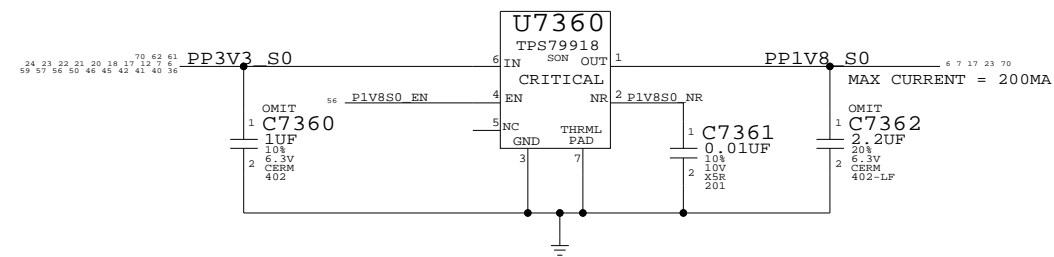 U7360
TPS79918
SON
CRITICAL
6 IN
OUT 1
4 EN
NR 2
5 NC
THRML
GND PAD
3 7
70 62 61
24 23 22 21 20 18 17 12 7 6
59 57 56 50 46 45 42 41 40 36
PP3V3_S0
56 P1V8S0_EN
P1V8S0_NR
PP1V8_S0
6 7 17 23 70
MAX CURRENT = 200MA
OMIT
1 C7360
1UF
10%
2 6.3V
CERM
402
1 C7361
0.01UF
10%
2 10V
X5R
201
OMIT
1 C7362
2.2UF
20%
2 6.3V
CERM
402-LF